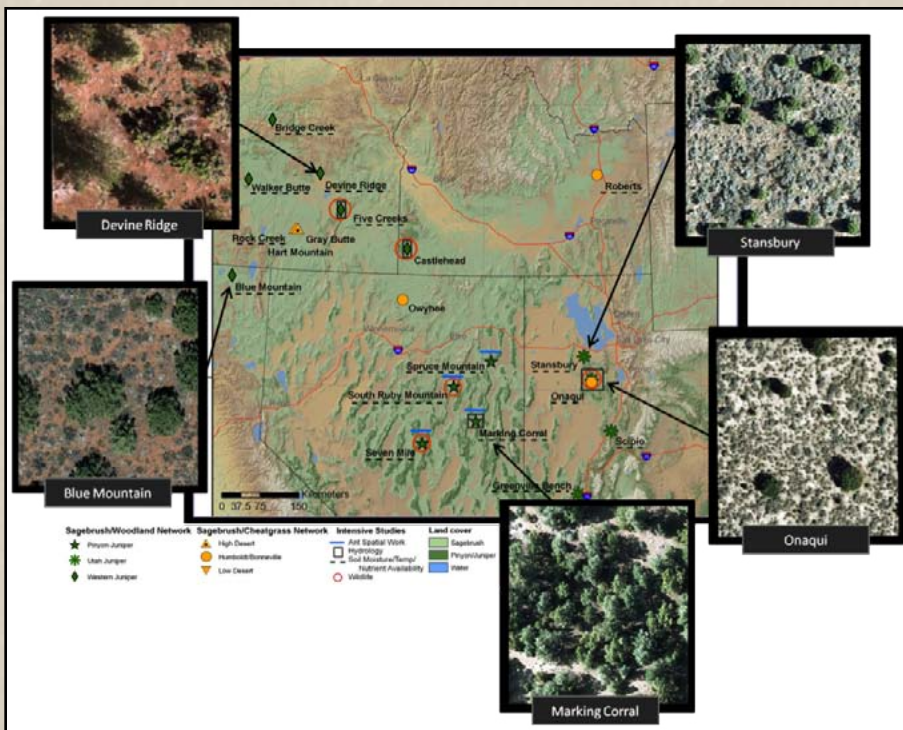 Devine Ridge
Stansbury
Blue Mountain
Onaqui
Marking Corral
Bridge Creek
Walker Butte
Devine Ridge
Five Creeks
Rock Creek
Gray Butte
Hart Mountain
Castlehead
Blue Mountain
Roberts
Owyhee
Spruce Mountain
Stansbury
South Ruby Mountain
Onaqui
Marking Corral
Scipio
Seven Mile
Greenville Bench
Kilometers
0 37.5 75 150
Sagebrush/Woodland Network
Pinyon-Juniper
Utah Juniper
Western Juniper
Sagebrush/Cheatgrass Network
High Desert
Humboldt/Bonneville
Low Desert
Intensive Studies
Ant Spatial Work
Hydrology
Soil Moisture/Temp/
Nutrient Availability
Wildlife
Land cover
Sagebrush
Pinyon/Juniper
Water